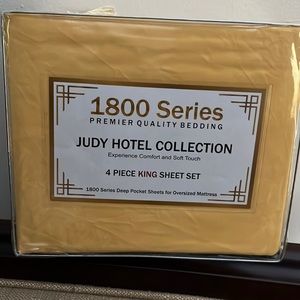 1800 Series
PREMIER QUALITY BEDDING
JUDY HOTEL COLLECTION
Experience Comfort and Soft Touch
4 PIECE KING SHEET SET
1800 Series Deep Pocket Sheets for Oversized Mattress